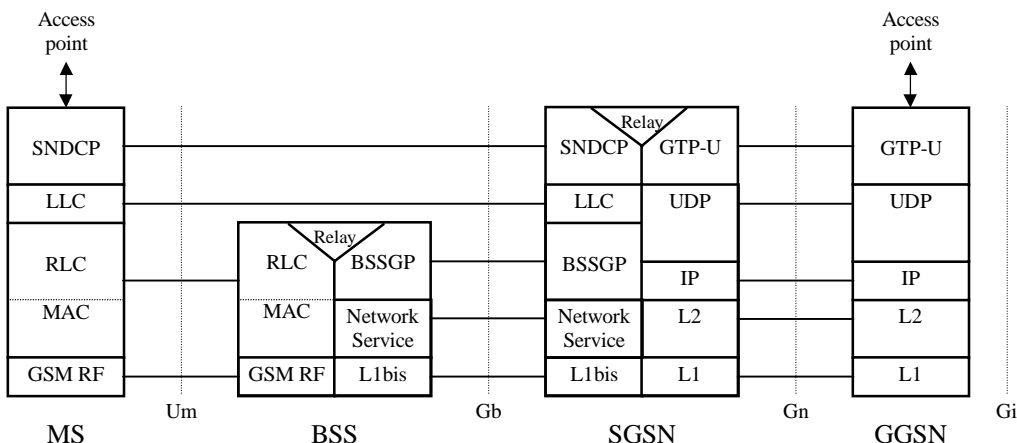 Access
point
Access
point
Relay
SNDCP
SNDCP
GTP-U
GTP-U
LLC
LLC
UDP
UDP
Relay
RLC
RLC
BSSGP
BSSGP
IP
IP
MAC
MAC
Network
Service
Network
Service
L2
L2
GSM RF
GSM RF
L1bis
L1bis
L1
L1
Um
Gb
Gn
Gi
MS
BSS
SGSN
GGSN